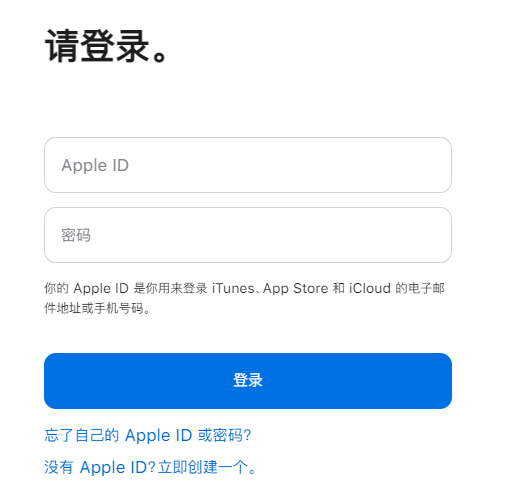 请登录。
Apple ID
密码
你的 Apple ID 是你用来登录 iTunes、App Store 和 iCloud 的电子邮
件地址或手机号码。
登录
忘了自己的 Apple ID 或密码?
没有 Apple ID?立即创建一个。